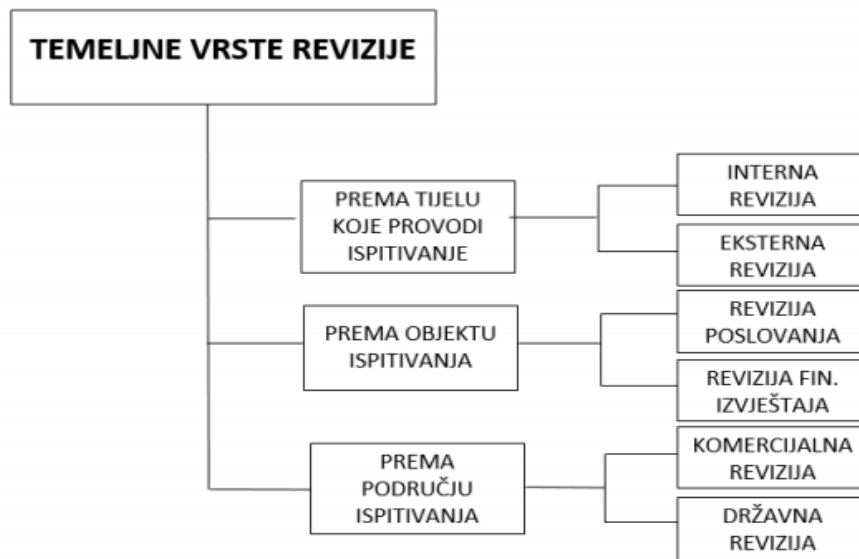 TEMELJNE VRSTE REVIZIJE
PREMA TIJELU
KOJE PROVODI
ISPITIVANJE
INTERNA
REVIZIJA
EKSTERNA
REVIZIJA
PREMA OBJEKTU
ISPITIVANJA
REVIZIJA
POSLOVANJA
REVIZIJA FIN.
IZVJEŠTAJA
PREMA
PODRUČJU
ISPITIVANJA
KOMERCIJALNA
REVIZIJA
DRŽAVNA
REVIZIJA